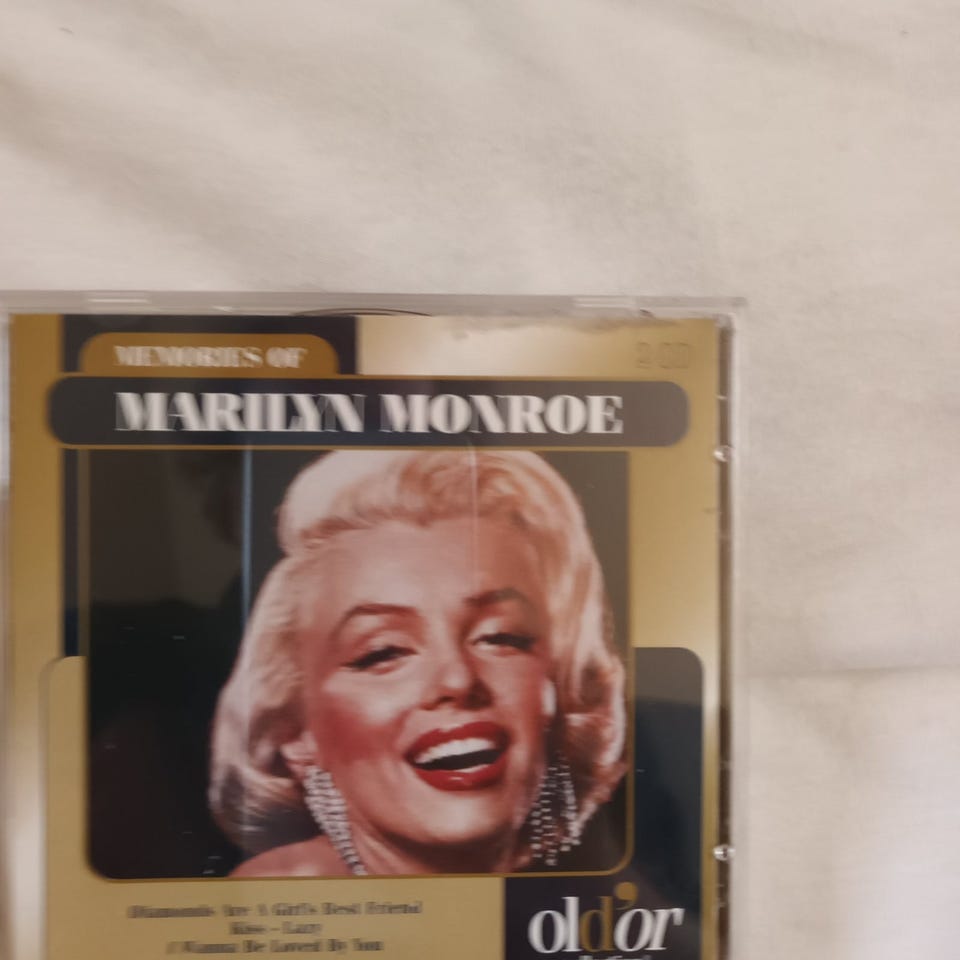 MEMORIES OF
2 CD
MARILYN MONROE
Diamonds Are A Girl's Best Friend
Kiss - Lazy
I Wanna Be Loved By You
old'or